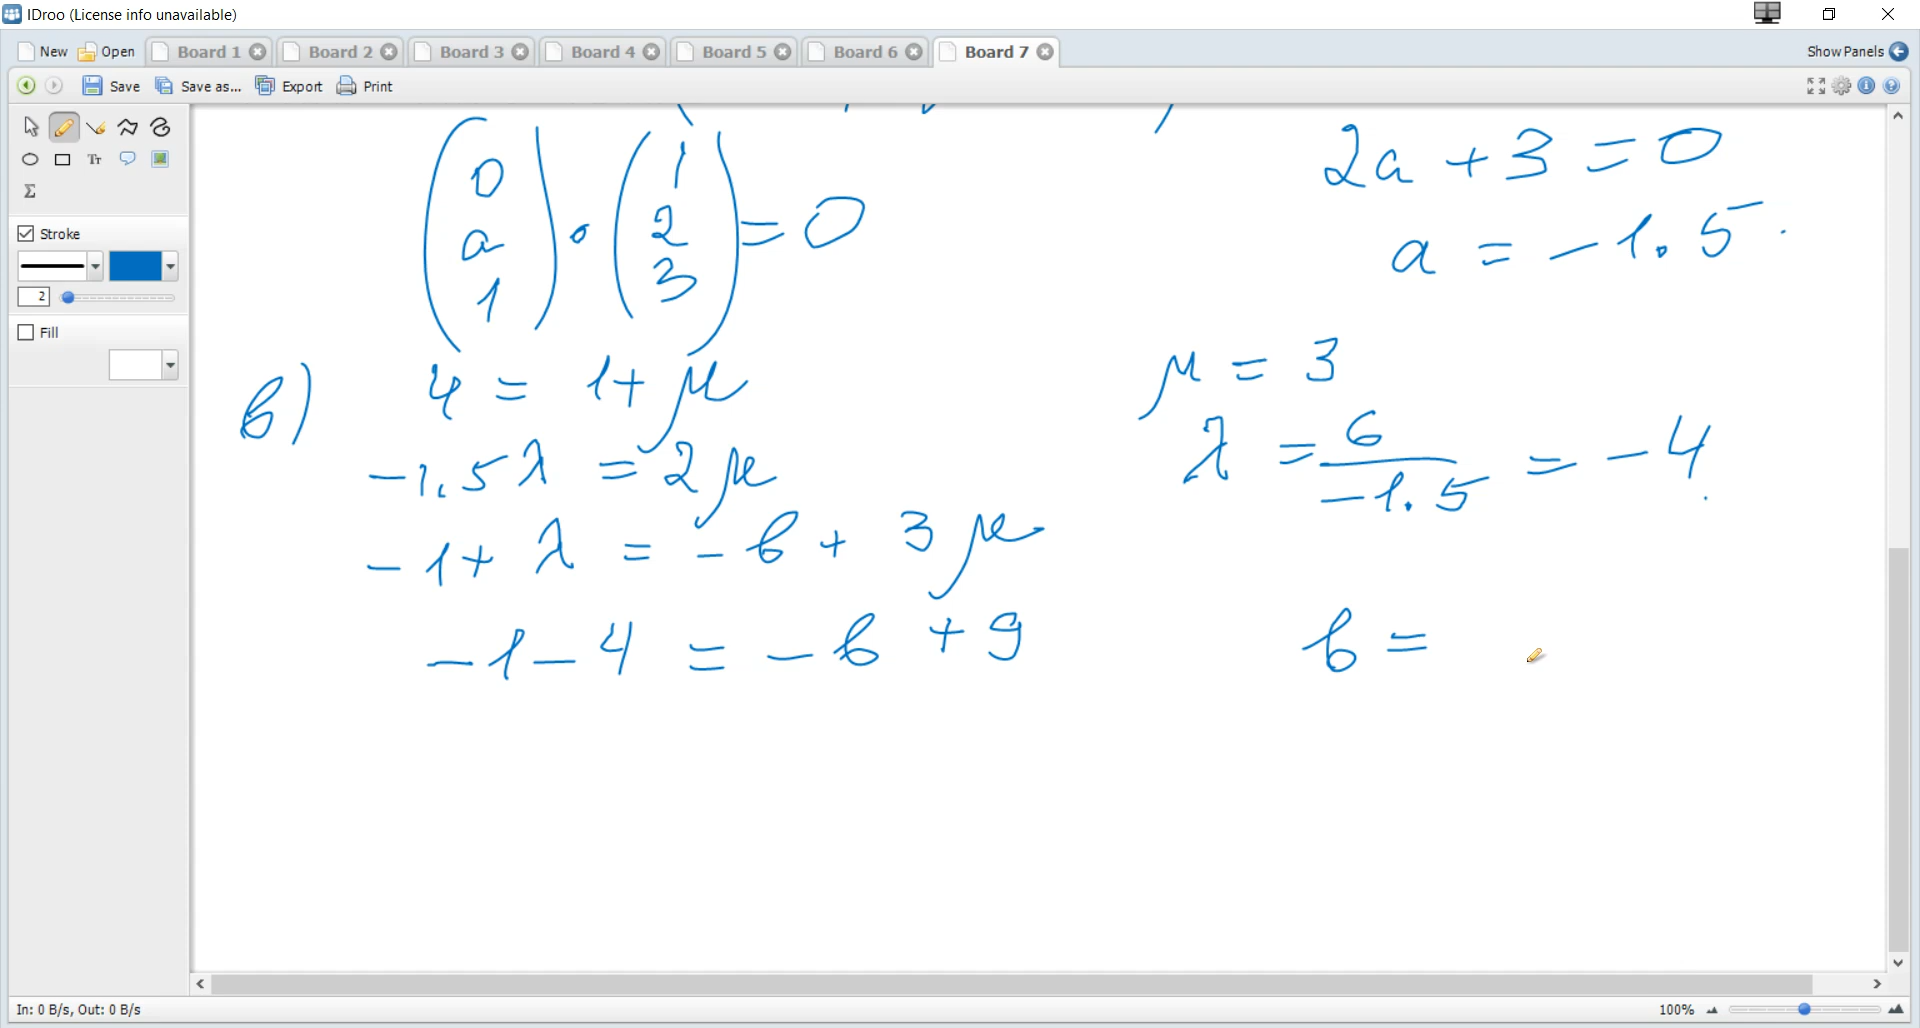 IDroo (License info unavailable)
New Open Board 1 Board 2 Board 3 Board 4 Board 5 Board 6 Board 7 Show Panels
Save Save as... Export Print
Tт
Σ
Stroke
2
Fill
(0 a 1) · (1 2 3) = 0
2a + 3 = 0
a = -1.5.
b) 4 = 1 + μ
μ = 3
-1.5λ = 2μ
λ = 6 / -1.5 = -4.
-1 + λ = -b + 3μ
-1 - 4 = -b + 9
b =
In: 0 B/s, Out: 0 B/s 100%